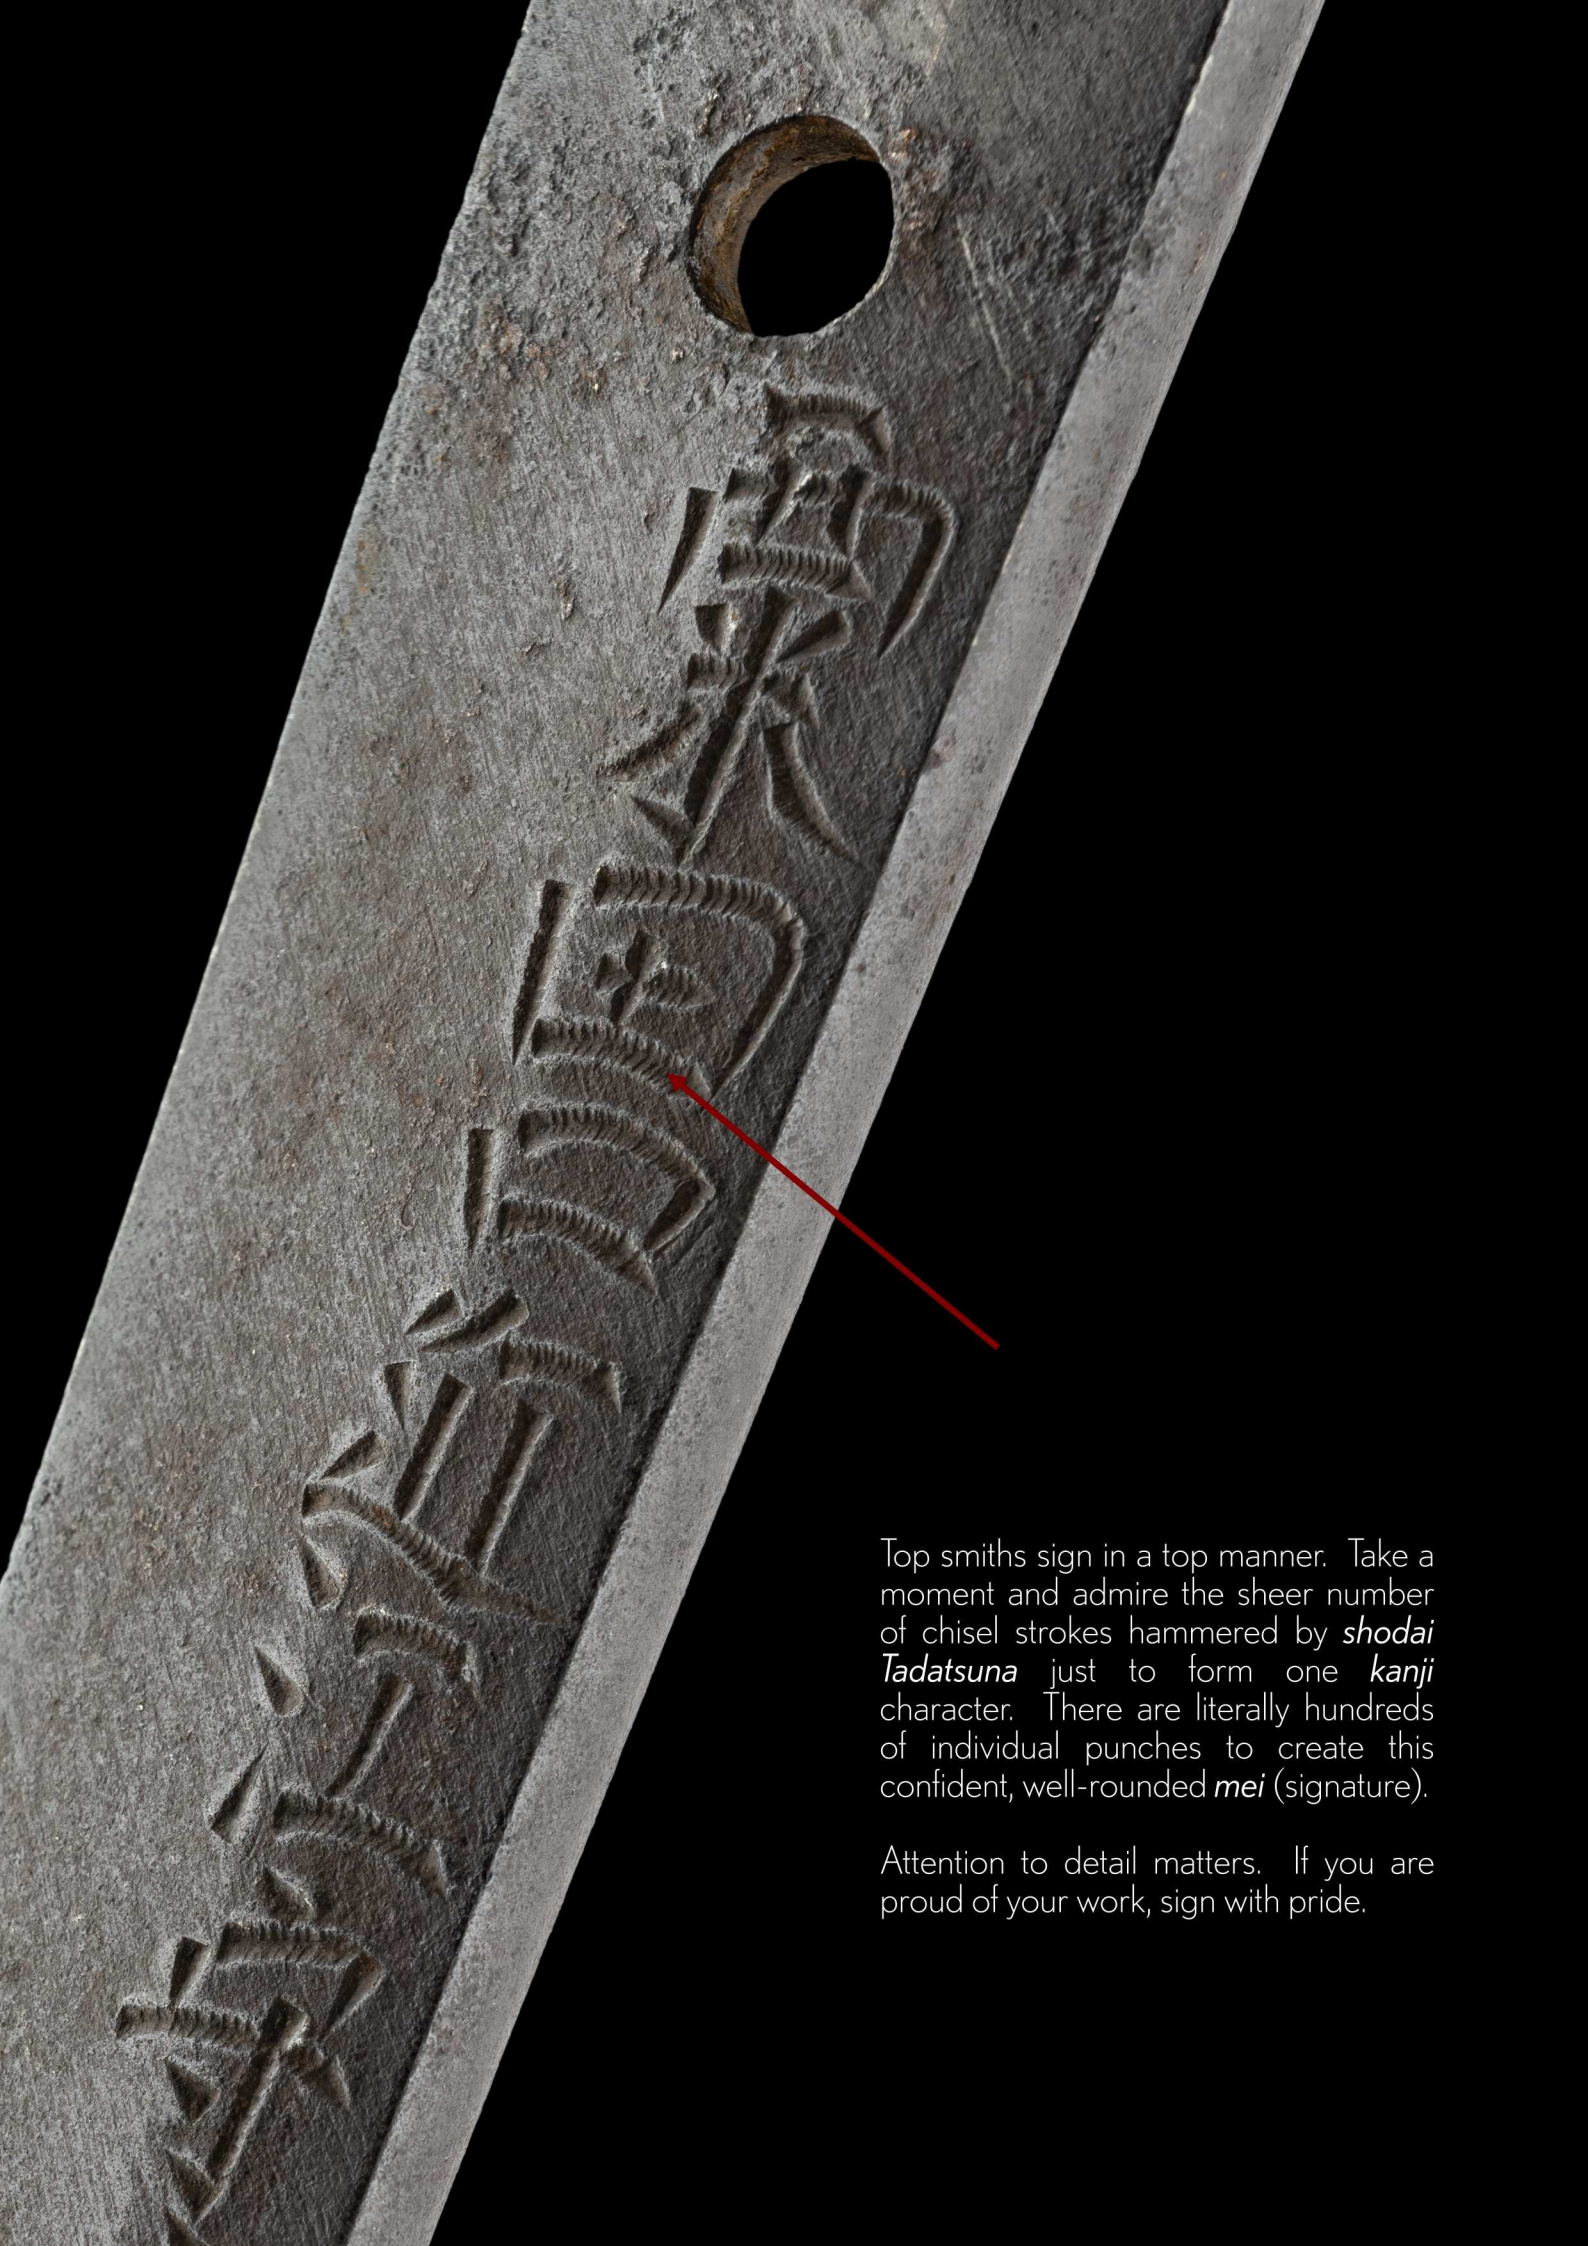 粟田口近江守
Top smiths sign in a top manner. Take a
moment and admire the sheer number
of chisel strokes hammered by shodai
Tadatsuna just to form one kanji
character. There are literally hundreds
of individual punches to create this
confident, well-rounded mei (signature).
Attention to detail matters. If you are
proud of your work, sign with pride.